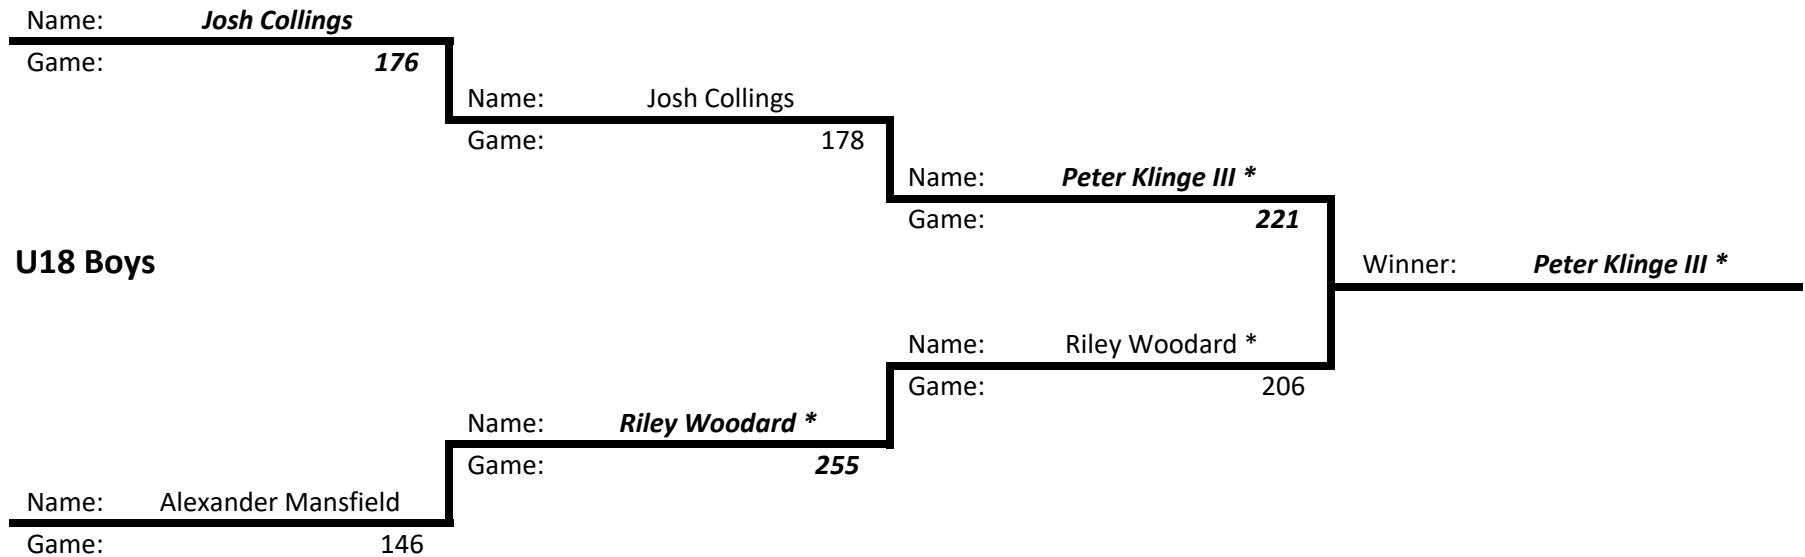 Name: Josh Collings
Game: 176
Name: Josh Collings
Game: 178
Name: Peter Klinge III *
Game: 221
U18 Boys
Winner: Peter Klinge III *
Name: Riley Woodard *
Game: 206
Name: Riley Woodard *
Game: 255
Name: Alexander Mansfield
Game: 146